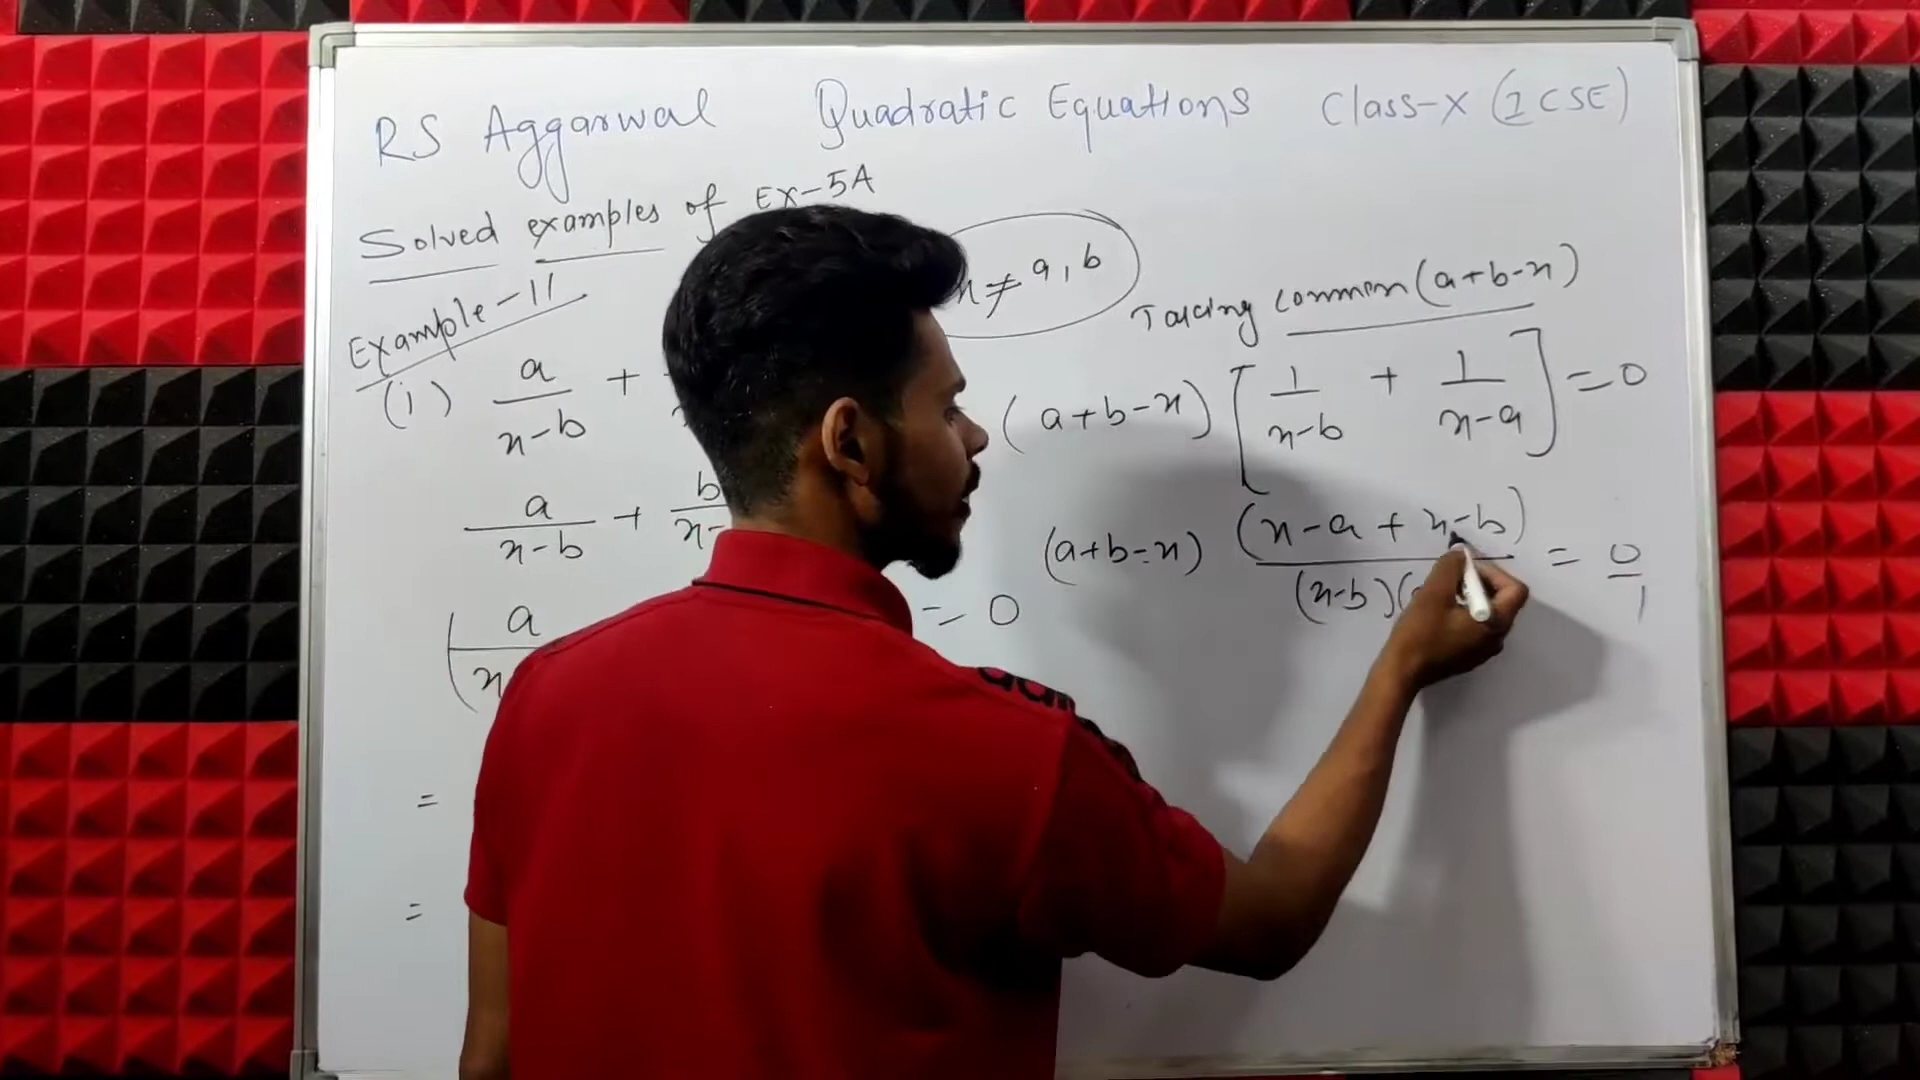 RS Aggarwal Quadratic Equations Class-X (ICSE)
Solved examples of Ex-5A
Example-11
x ≠ a, b
(i) a/(x-b) +
a/(x-b) + b/x-
(a/x = 0
=
=
Taking common (a+b-x)
(a+b-x) [1/(x-b) + 1/(x-a)] = 0
(a+b-x) (x-a+x-b)/(x-b)( = 0/1